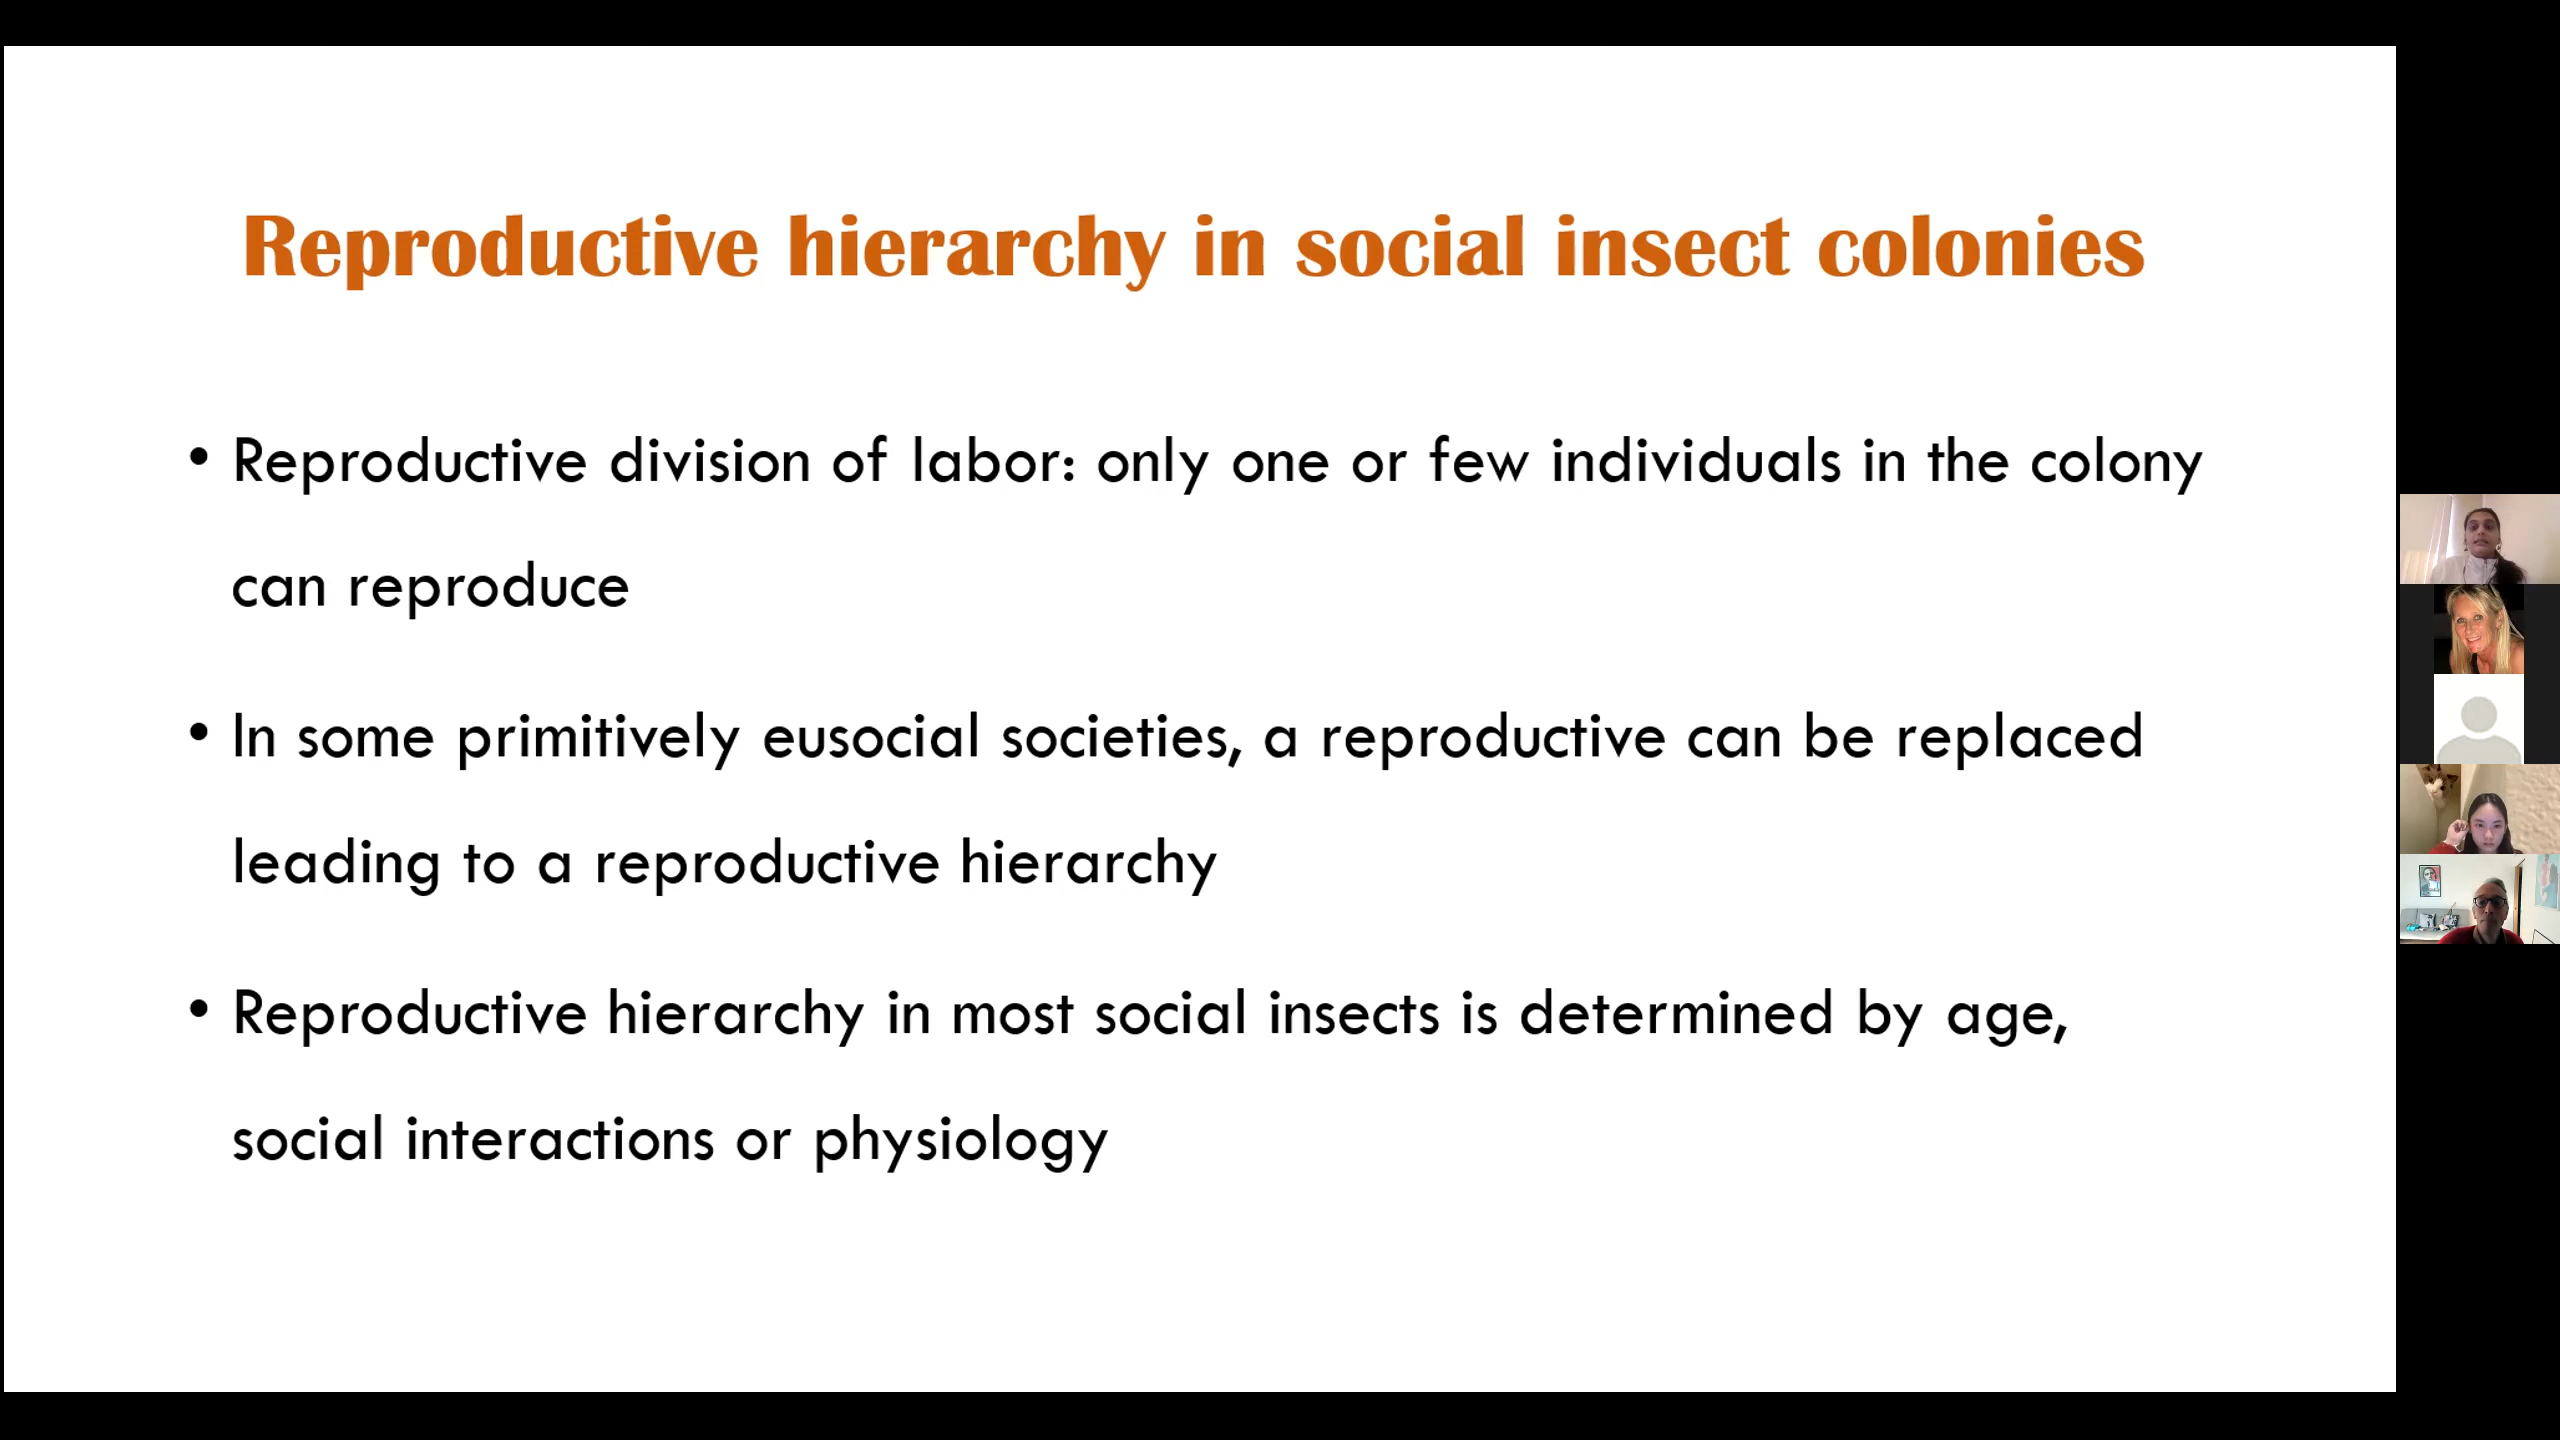 Reproductive hierarchy in social insect colonies
• Reproductive division of labor: only one or few individuals in the colony
can reproduce
• In some primitively eusocial societies, a reproductive can be replaced
leading to a reproductive hierarchy
• Reproductive hierarchy in most social insects is determined by age,
social interactions or physiology